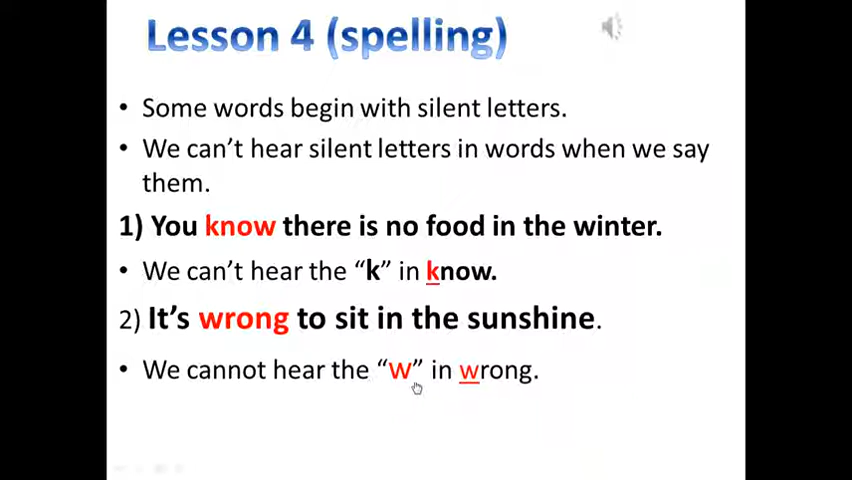 Lesson 4 (spelling)
• Some words begin with silent letters.
• We can’t hear silent letters in words when we say
them.
1) You know there is no food in the winter.
• We can’t hear the “k” in know.
2) It’s wrong to sit in the sunshine.
• We cannot hear the “w” in wrong.